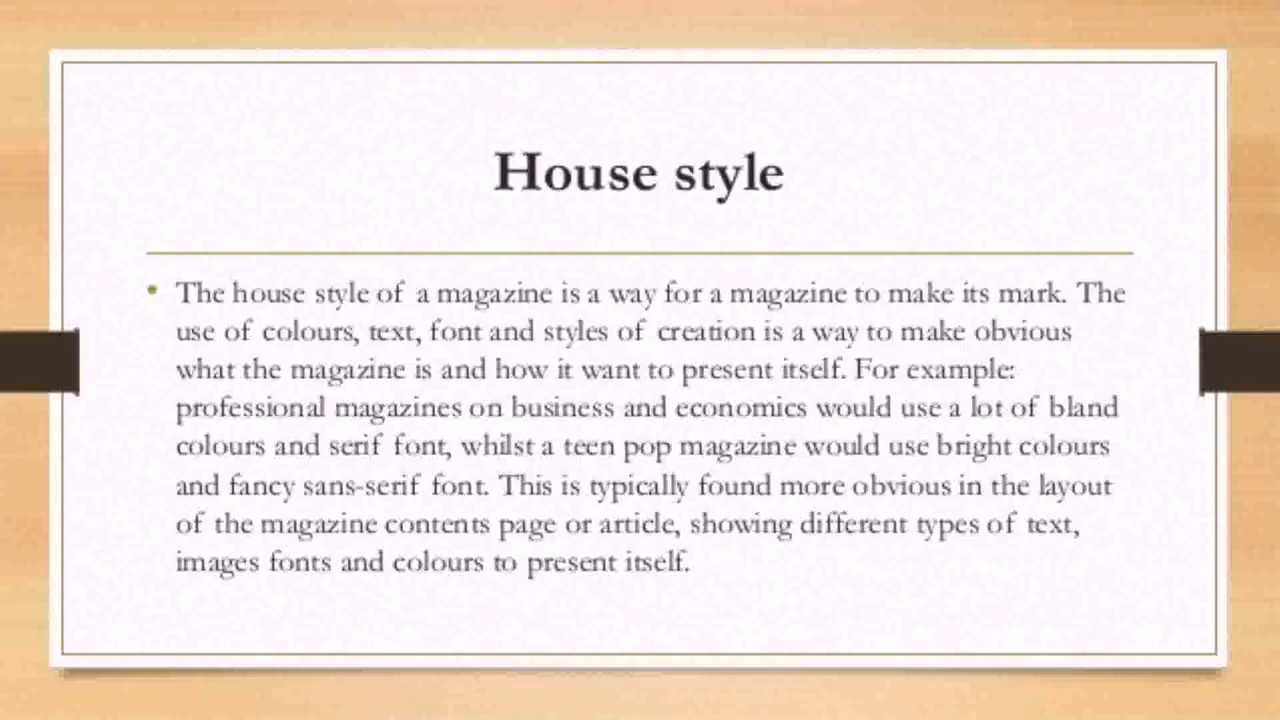 House style
• The house style of a magazine is a way for a magazine to make its mark. The
use of colours, text, font and styles of creation is a way to make obvious
what the magazine is and how it want to present itself. For example:
professional magazines on business and economics would use a lot of bland
colours and serif font, whilst a teen pop magazine would use bright colours
and fancy sans-serif font. This is typically found more obvious in the layout
of the magazine contents page or article, showing different types of text,
images fonts and colours to present itself.